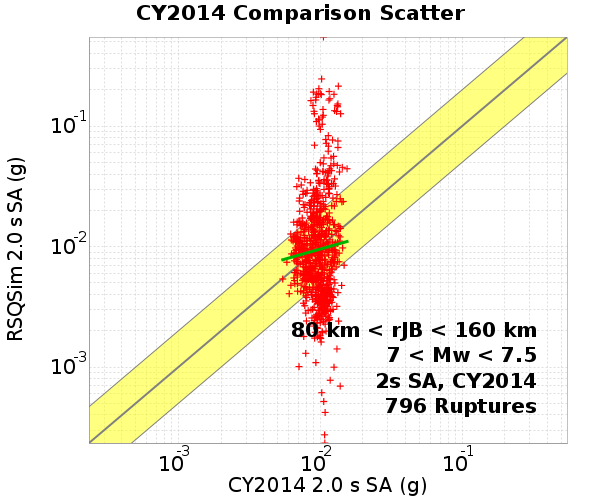 CY2014 Comparison Scatter
RSQSim 2.0 s SA (g)
10-1
10-2
10-3
80 km < rJB < 160 km
7 < Mw < 7.5
2s SA, CY2014
796 Ruptures
10-3 10-2 10-1
CY2014 2.0 s SA (g)